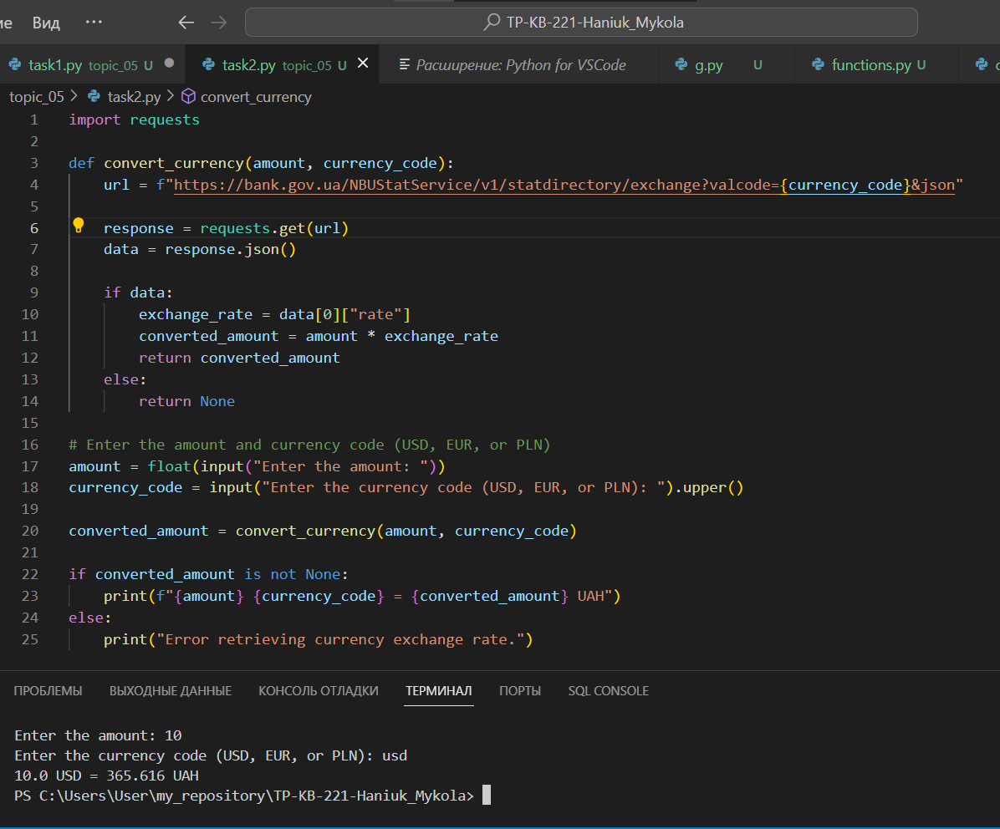 Вид ···
TP-KB-221-Haniuk_Mykola
task1.py topic_05 U
task2.py topic_05 U
Расширение: Python for VSCode
g.py U
functions.py U
topic_05 > task2.py > convert_currency
1 import requests
2
3 def convert_currency(amount, currency_code):
4 url = f"https://bank.gov.ua/NBUStatService/v1/statdirectory/exchange?valcode={currency_code}&json"
5
6 response = requests.get(url)
7 data = response.json()
8
9 if data:
10 exchange_rate = data[0]["rate"]
11 converted_amount = amount * exchange_rate
12 return converted_amount
13 else:
14 return None
15
16 # Enter the amount and currency code (USD, EUR, or PLN)
17 amount = float(input("Enter the amount: "))
18 currency_code = input("Enter the currency code (USD, EUR, or PLN): ").upper()
19
20 converted_amount = convert_currency(amount, currency_code)
21
22 if converted_amount is not None:
23 print(f"{amount} {currency_code} = {converted_amount} UAH")
24 else:
25 print("Error retrieving currency exchange rate.")
ПРОБЛЕМЫ ВЫХОДНЫЕ ДАННЫЕ КОНСОЛЬ ОТЛАДКИ ТЕРМИНАЛ ПОРТЫ SQL CONSOLE
Enter the amount: 10
Enter the currency code (USD, EUR, or PLN): usd
10.0 USD = 365.616 UAH
PS C:\Users\User\my_repository\TP-KB-221-Haniuk_Mykola>